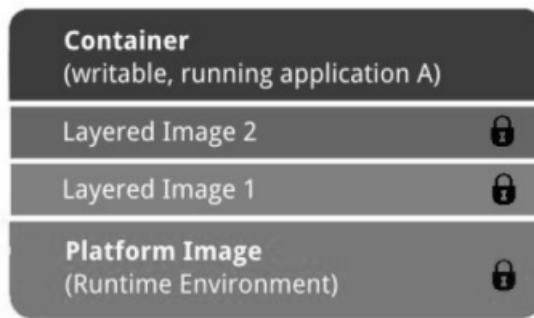 Container
(writable, running application A)
Layered Image 2
Layered Image 1
Platform Image
(Runtime Environment)